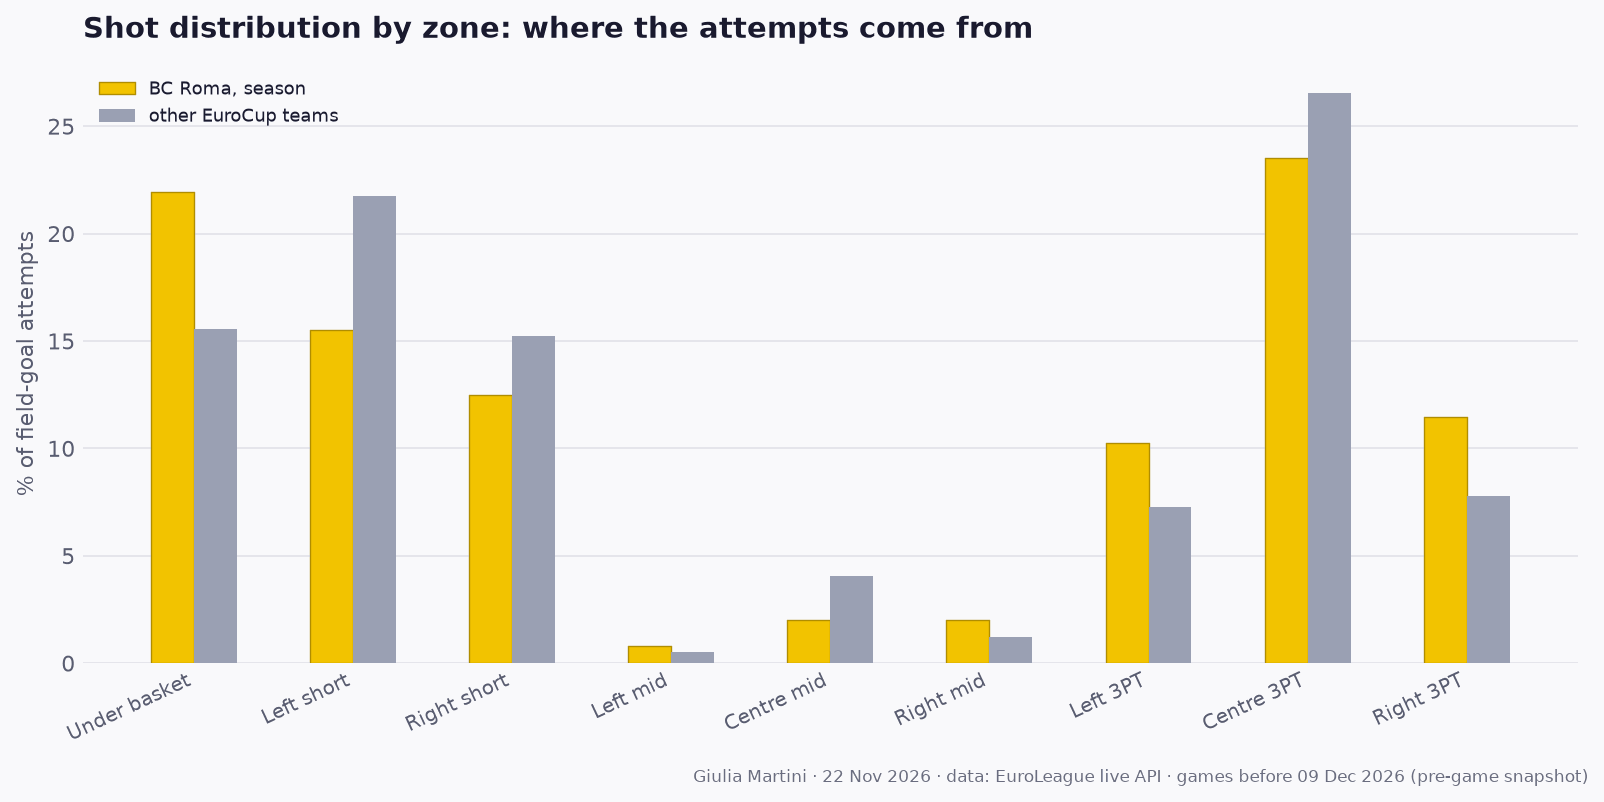 Shot distribution by zone: where the attempts come from
BC Roma, season
other EuroCup teams
% of field-goal attempts
25
20
15
10
5
0
Under basket
Left short
Right short
Left mid
Centre mid
Right mid
Left 3PT
Centre 3PT
Right 3PT
Giulia Martini · 22 Nov 2026 · data: EuroLeague live API · games before 09 Dec 2026 (pre-game snapshot)